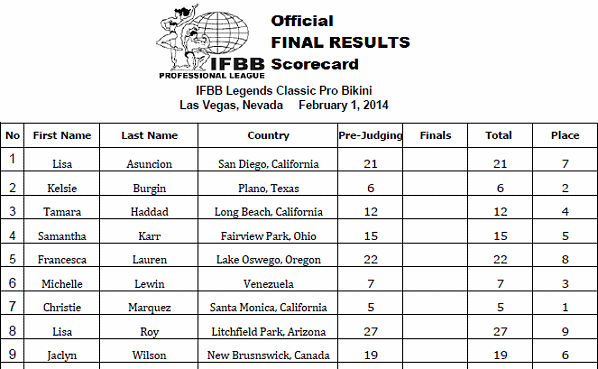 Official
FINAL RESULTS
Scorecard
IFBB
PROFESSIONAL LEAGUE
IFBB Legends Classic Pro Bikini
Las Vegas, Nevada February 1, 2014
No First Name Last Name Country Pre-Judging Finals Total Place
1 Lisa Asuncion San Diego, California 21 21 7
2 Kelsie Burgin Plano, Texas 6 6 2
3 Tamara Haddad Long Beach, California 12 12 4
4 Samantha Karr Fairview Park, Ohio 15 15 5
5 Francesca Lauren Lake Oswego, Oregon 22 22 8
6 Michelle Lewin Venezuela 7 7 3
7 Christie Marquez Santa Monica, California 5 5 1
8 Lisa Roy Litchfield Park, Arizona 27 27 9
9 Jaclyn Wilson New Brusnswick, Canada 19 19 6